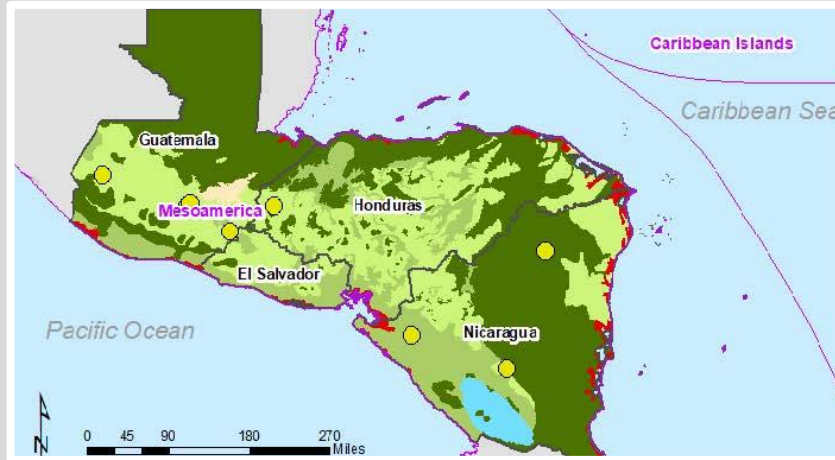 Caribbean Islands
Caribbean Sea
Guatemala
Mesoamerica
Honduras
El Salvador
Pacific Ocean
Nicaragua
N
0 45 90 180 270
Miles